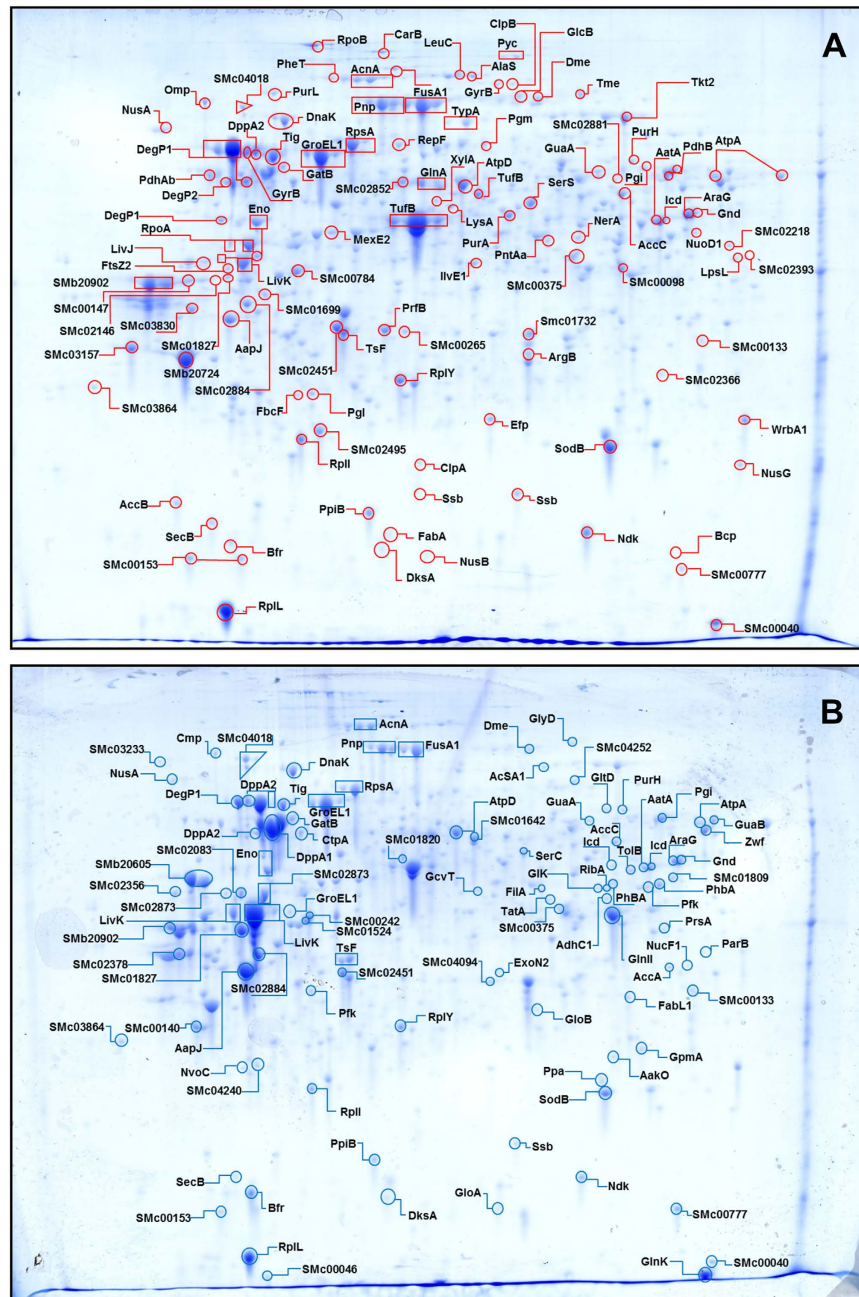 A
RpoB
CarB
LeuC
ClpB
Pyc
GlcB
PheT
AcnA
AlaS
GyrB
Dme
Tme
Tkt2
SMc04018
Omp
PurL
NusA
DnaK
Pnp
FusA1
TypA
Pgm
SMc02881
PurH
DppA2
Tig
GroEL1
RpsA
RepF
XylA
AtpD
GuaA
AatA
PdhB
AtpA
DegP1
PdhAb
GatB
SMc02852
GlnA
TufB
SerS
Pgi
Icd
AraG
DegP2
GyrB
Gnd
DegP1
Eno
TufB
LysA
NerA
AccC
NuoD1
SMc02218
RpoA
MexE2
PurA
PntAa
LivJ
FtsZ2
LivK
SMc00784
IlvE1
SMc00375
SMc00098
LpsL
SMc02393
SMb20902
SMc00147
SMc02146
SMc03830
SMc01827
SMc01699
PrfB
Smc01732
SMc03157
AapJ
SMc02451
TsF
SMc00265
ArgB
SMc00133
SMb20724
SMc02884
RplY
SMc02366
SMc03864
FbcF
Pgl
SMc02495
Efp
SodB
WrbA1
RplI
ClpA
NusG
AccB
Ssb
Ssb
SecB
PpiB
FabA
Ndk
Bcp
SMc00153
Bfr
DksA
NusB
SMc00777
RplL
SMc00040
B
AcnA
SMc03233
Cmp
SMc04018
Pnp
FusA1
Dme
GlyD
SMc04252
NusA
DnaK
AcSA1
GltD
PurH
DppA2
RpsA
DegP1
Tig
GroEL1
AtpD
GuaA
AatA
Pgi
AtpA
GatB
SMc01642
GuaB
DppA2
CtpA
SMc01820
AccC
Zwf
SMc02083
DppA1
Icd
TolB
Icd
AraG
SMb20605
Eno
SerC
Gnd
SMc02356
SMc02873
GcvT
FilA
GlK
RibA
SMc01809
SMc02873
GroEL1
TatA
PhBA
PhbA
LivK
SMc00242
Pfk
SMb20902
SMc01524
SMc00375
PrsA
LivK
AdhC1
NucF1
ParB
SMc02378
TsF
GlnII
SMc01827
SMc02451
SMc04094
ExoN2
AccA
SMc02884
Pfk
FabL1
SMc00133
SMc03864
SMc00140
RplY
GloB
AapJ
GpmA
NvoC
AakO
SMc04240
Ppa
SodB
RplI
PpiB
Ssb
SecB
Bfr
Ndk
SMc00153
DksA
GloA
SMc00777
RplL
GlnK
SMc00040
SMc00046